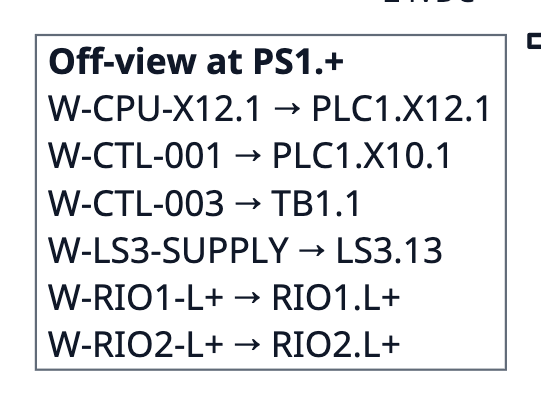 Off-view at PS1.+
W-CPU-X12.1 → PLC1.X12.1
W-CTL-001 → PLC1.X10.1
W-CTL-003 → TB1.1
W-LS3-SUPPLY → LS3.13
W-RIO1-L+ → RIO1.L+
W-RIO2-L+ → RIO2.L+